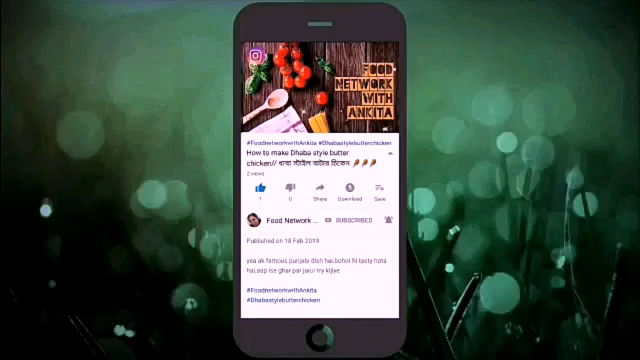 FOOD
NETWORK
WITH
ANKITA
#FoodnetworkwithAnkita #Dhabastylebutterchicken
How to make Dhaba style butter
chicken// ধাবা স্টাইল বাটার চিকেন
2 views
1 0 Share Download Save
Food Network ... SUBSCRIBED
Published on 18 Feb 2019
yea ak famous punjabi dish hai,bohot hi tasty hota
hai,aap ise ghar par jarur try kijiye
#FoodnetworkwithAnkita
#Dhabastylebutterchicken